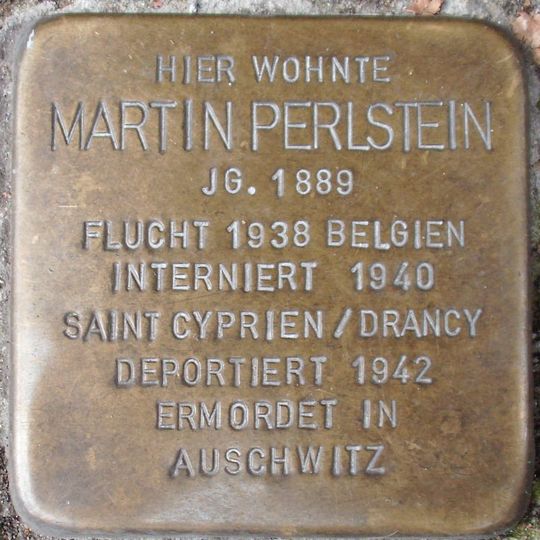 HIER WOHNTE
MARTIN PERLSTEIN
JG. 1889
FLUCHT 1938 BELGIEN
INTERNIERT 1940
SAINT CYPRIEN / DRANCY
DEPORTIERT 1942
ERMORDET IN
AUSCHWITZ